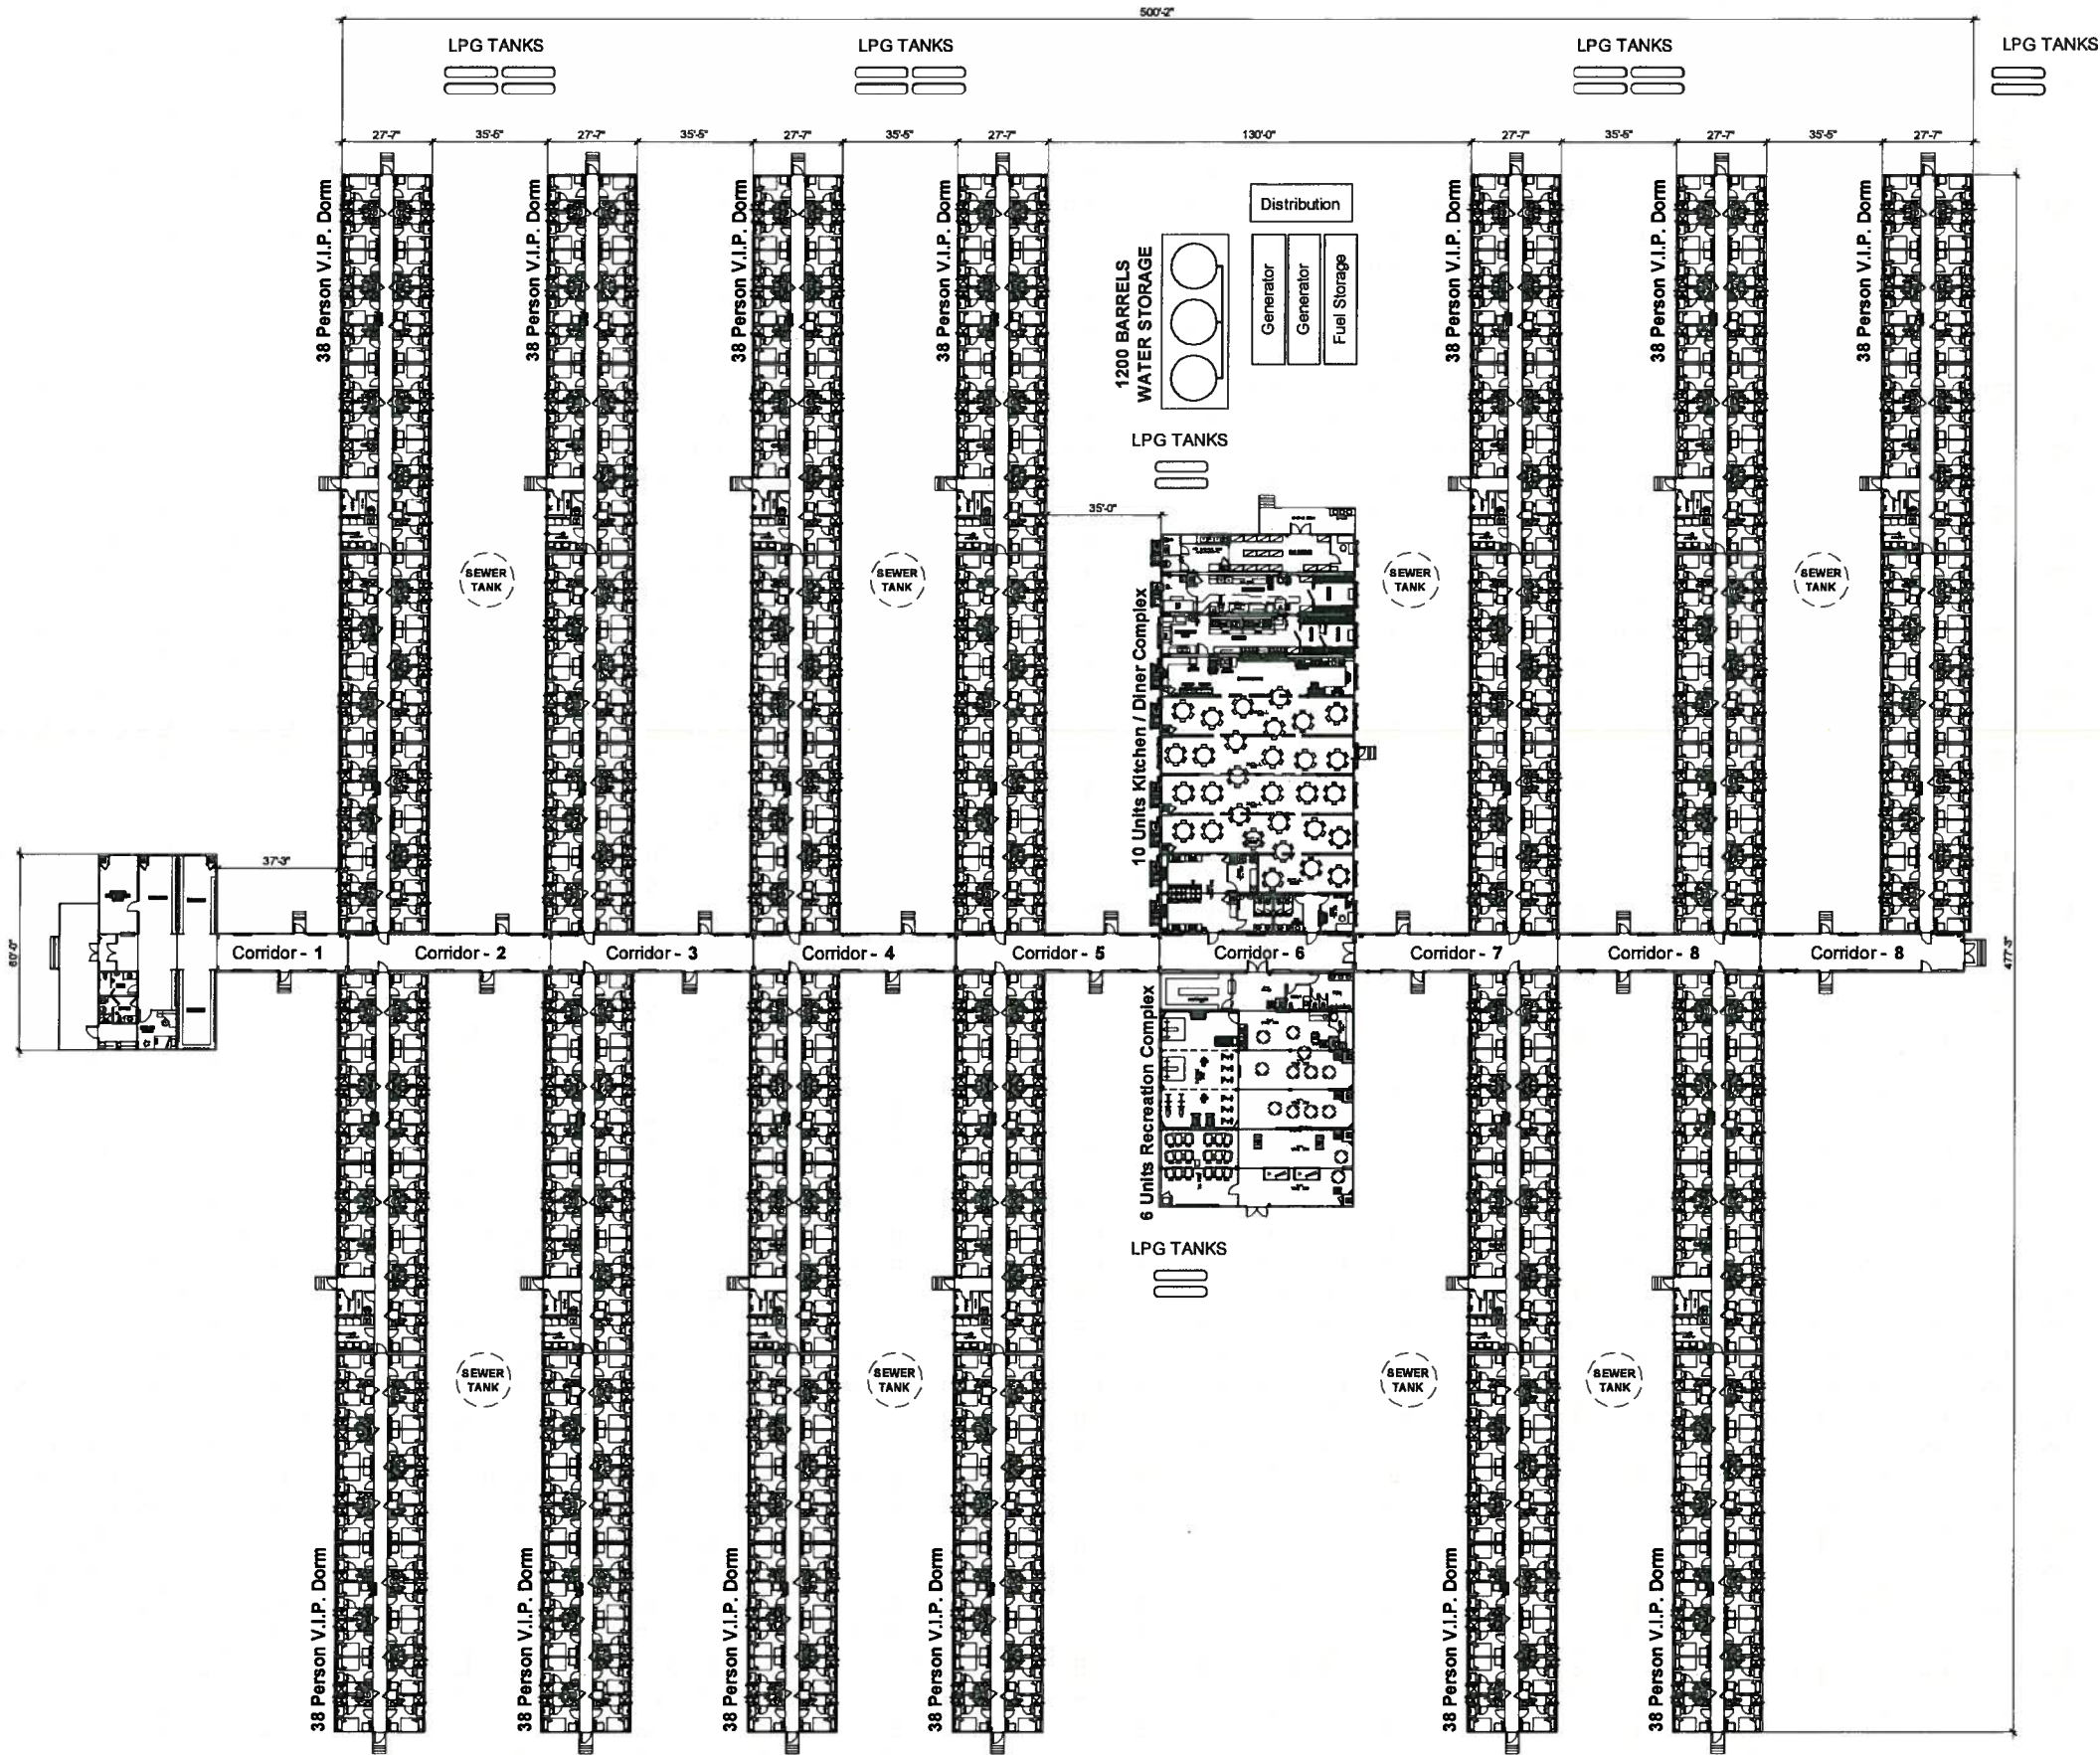 500'-2"
LPG TANKS
LPG TANKS
LPG TANKS
LPG TANKS
27'-7"
35'-5"
27'-7"
35'-5"
27'-7"
35'-5"
27'-7"
130'-0"
27'-7"
35'-5"
27'-7"
35'-5"
27'-7"
38 Person V.I.P. Dorm
38 Person V.I.P. Dorm
38 Person V.I.P. Dorm
38 Person V.I.P. Dorm
38 Person V.I.P. Dorm
38 Person V.I.P. Dorm
38 Person V.I.P. Dorm
Distribution
1200 BARRELS
WATER STORAGE
Generator
Generator
Fuel Storage
LPG TANKS
35'-0"
SEWER
TANK
SEWER
TANK
SEWER
TANK
SEWER
TANK
10 Units Kitchen / Diner Complex
37'-3"
60'-0"
477'-3"
Corridor - 1
Corridor - 2
Corridor - 3
Corridor - 4
Corridor - 5
Corridor - 6
Corridor - 7
Corridor - 8
Corridor - 8
6 Units Recreation Complex
LPG TANKS
SEWER
TANK
SEWER
TANK
SEWER
TANK
SEWER
TANK
38 Person V.I.P. Dorm
38 Person V.I.P. Dorm
38 Person V.I.P. Dorm
38 Person V.I.P. Dorm
38 Person V.I.P. Dorm
38 Person V.I.P. Dorm